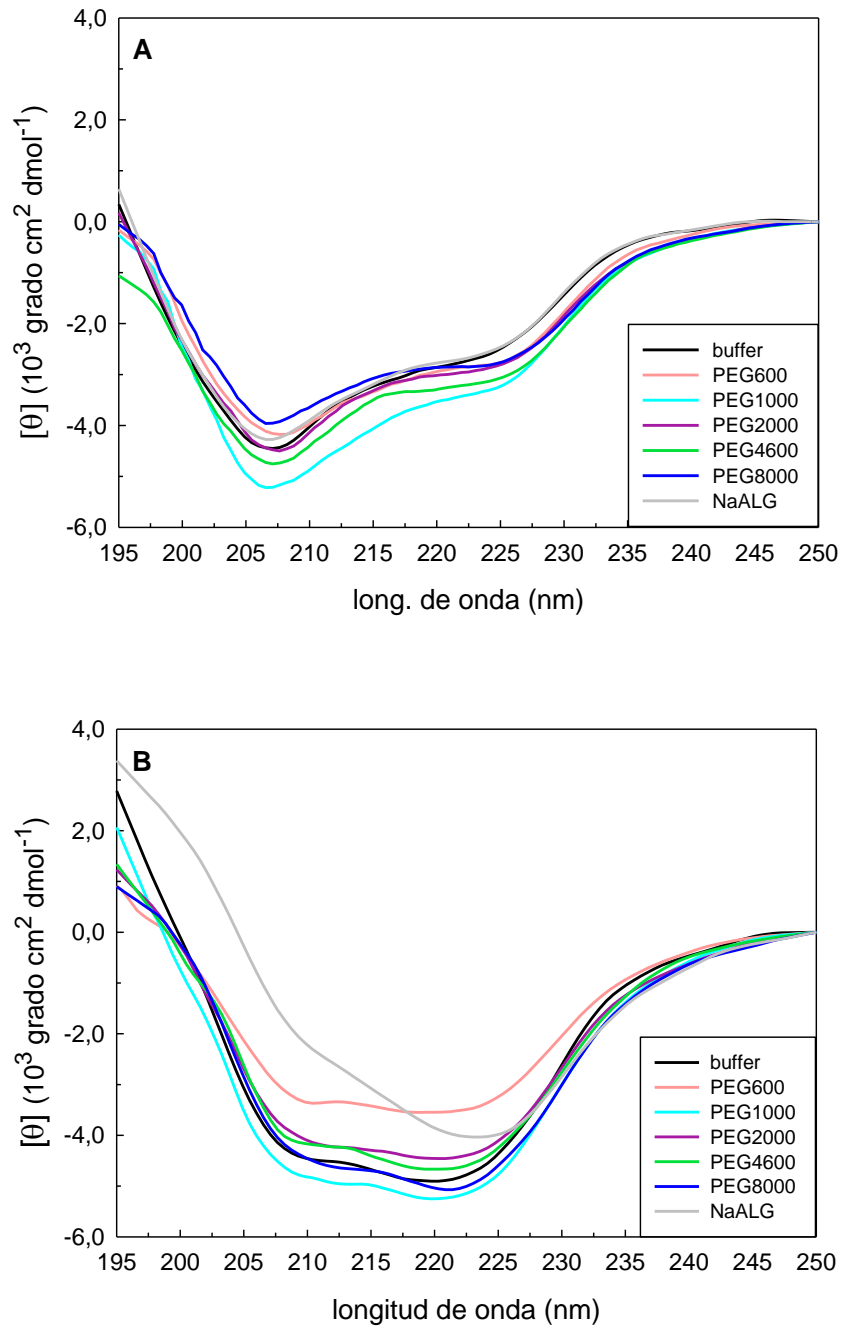 A
4,0
2,0
0,0
-2,0
-4,0
-6,0
[θ] (10³ grado cm² dmol⁻¹)
195 200 205 210 215 220 225 230 235 240 245 250
long. de onda (nm)
buffer
PEG600
PEG1000
PEG2000
PEG4600
PEG8000
NaALG
B
4,0
2,0
0,0
-2,0
-4,0
-6,0
[θ] (10³ grado cm² dmol⁻¹)
195 200 205 210 215 220 225 230 235 240 245 250
longitud de onda (nm)
buffer
PEG600
PEG1000
PEG2000
PEG4600
PEG8000
NaALG